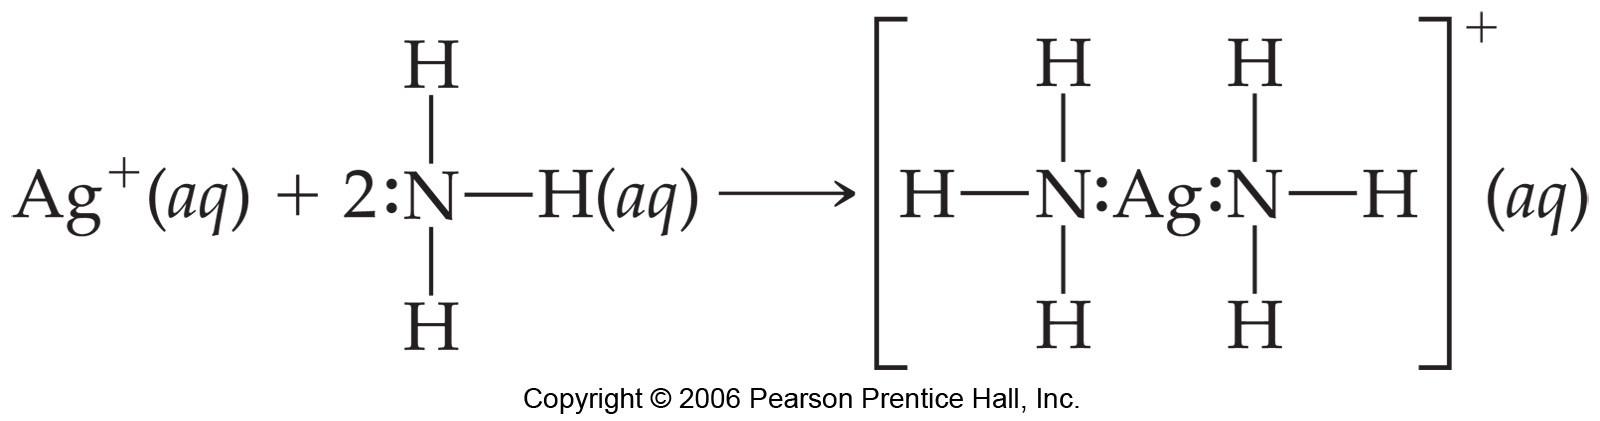 H H H
Ag+(aq) + 2:N—H(aq) ⟶ [H—N:Ag:N—H]+ (aq)
H H H
Copyright © 2006 Pearson Prentice Hall, Inc.